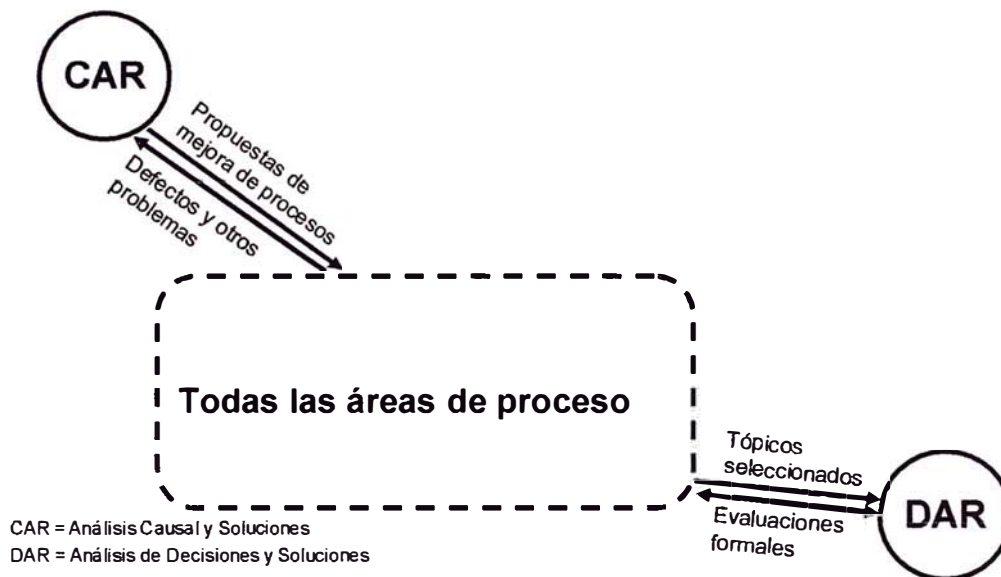 CAR
Propuestas de
mejora de procesos
Defectos y otros
problemas
Todas las áreas de proceso
Tópicos
seleccionados
Evaluaciones
formales
DAR
CAR = Análisis Causal y Soluciones
DAR = Análisis de Decisiones y Soluciones